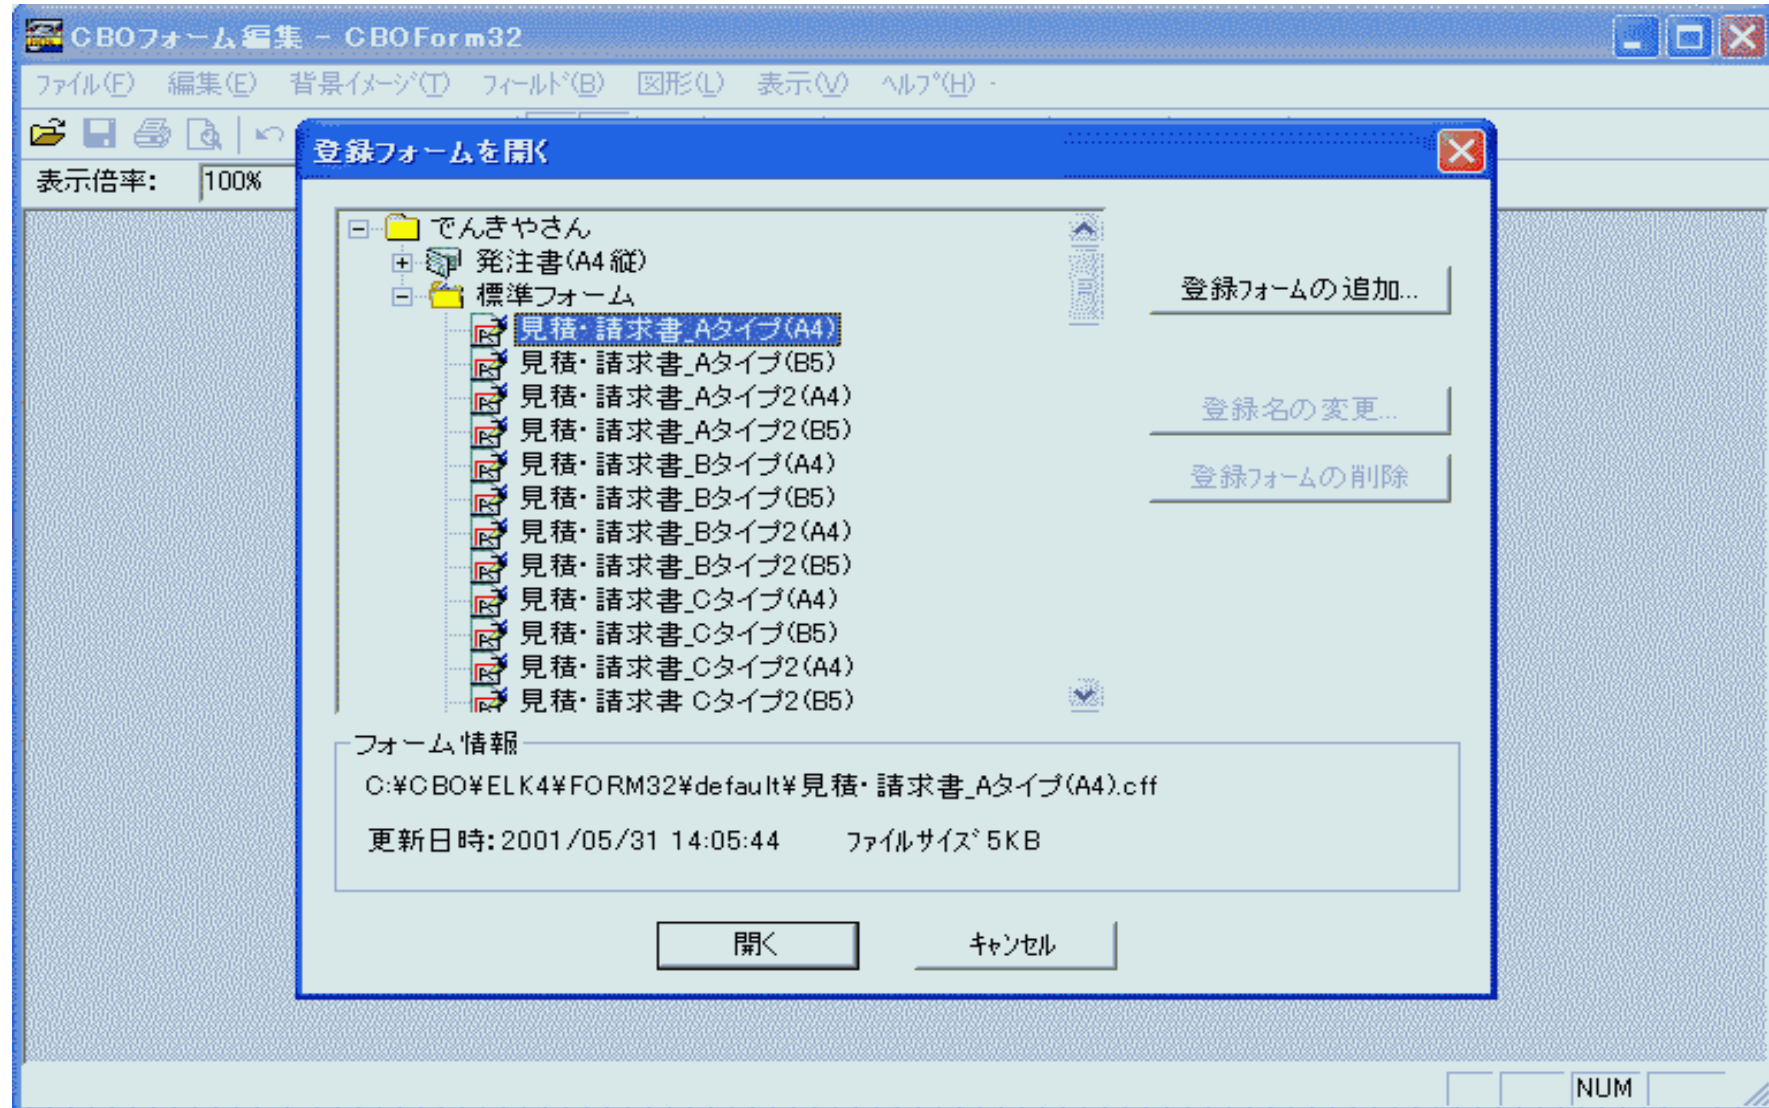 CBOフォーム編集 - CBOForm32
ファイル(F) 編集(E) 背景イメージ(T) フィールド(B) 図形(L) 表示(V) ヘルプ(H)
表示倍率: 100%
登録フォームを開く
でんきやさん
発注書(A4縦)
標準フォーム
見積・請求書_Aタイプ(A4)
見積・請求書_Aタイプ(B5)
見積・請求書_Aタイプ2(A4)
見積・請求書_Aタイプ2(B5)
見積・請求書_Bタイプ(A4)
見積・請求書_Bタイプ(B5)
見積・請求書_Bタイプ2(A4)
見積・請求書_Bタイプ2(B5)
見積・請求書_Cタイプ(A4)
見積・請求書_Cタイプ(B5)
見積・請求書_Cタイプ2(A4)
見積・請求書 Cタイプ2(B5)
登録フォームの追加...
登録名の変更...
登録フォームの削除
フォーム情報
C:¥CBO¥ELK4¥FORM32¥default¥見積・請求書_Aタイプ(A4).cff
更新日時:2001/05/31 14:05:44 ファイルサイズ 5KB
開く キャンセル
NUM